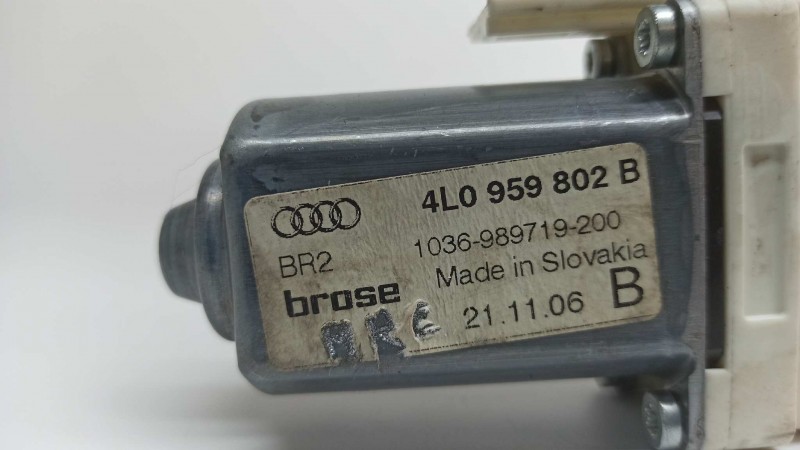 4L0 959 802 B
BR2 1036-989719-200
Made in Slovakia
brose 21.11.06 B